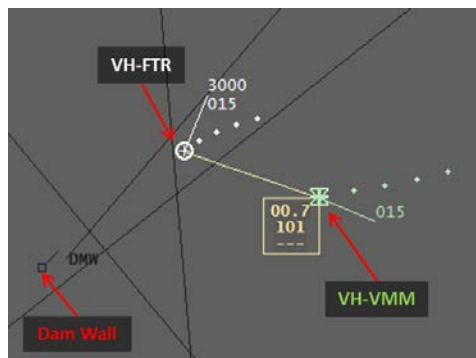 VH-FTR
3000
015
00.7
101
---
015
DMW
VH-VMM
Dam Wall